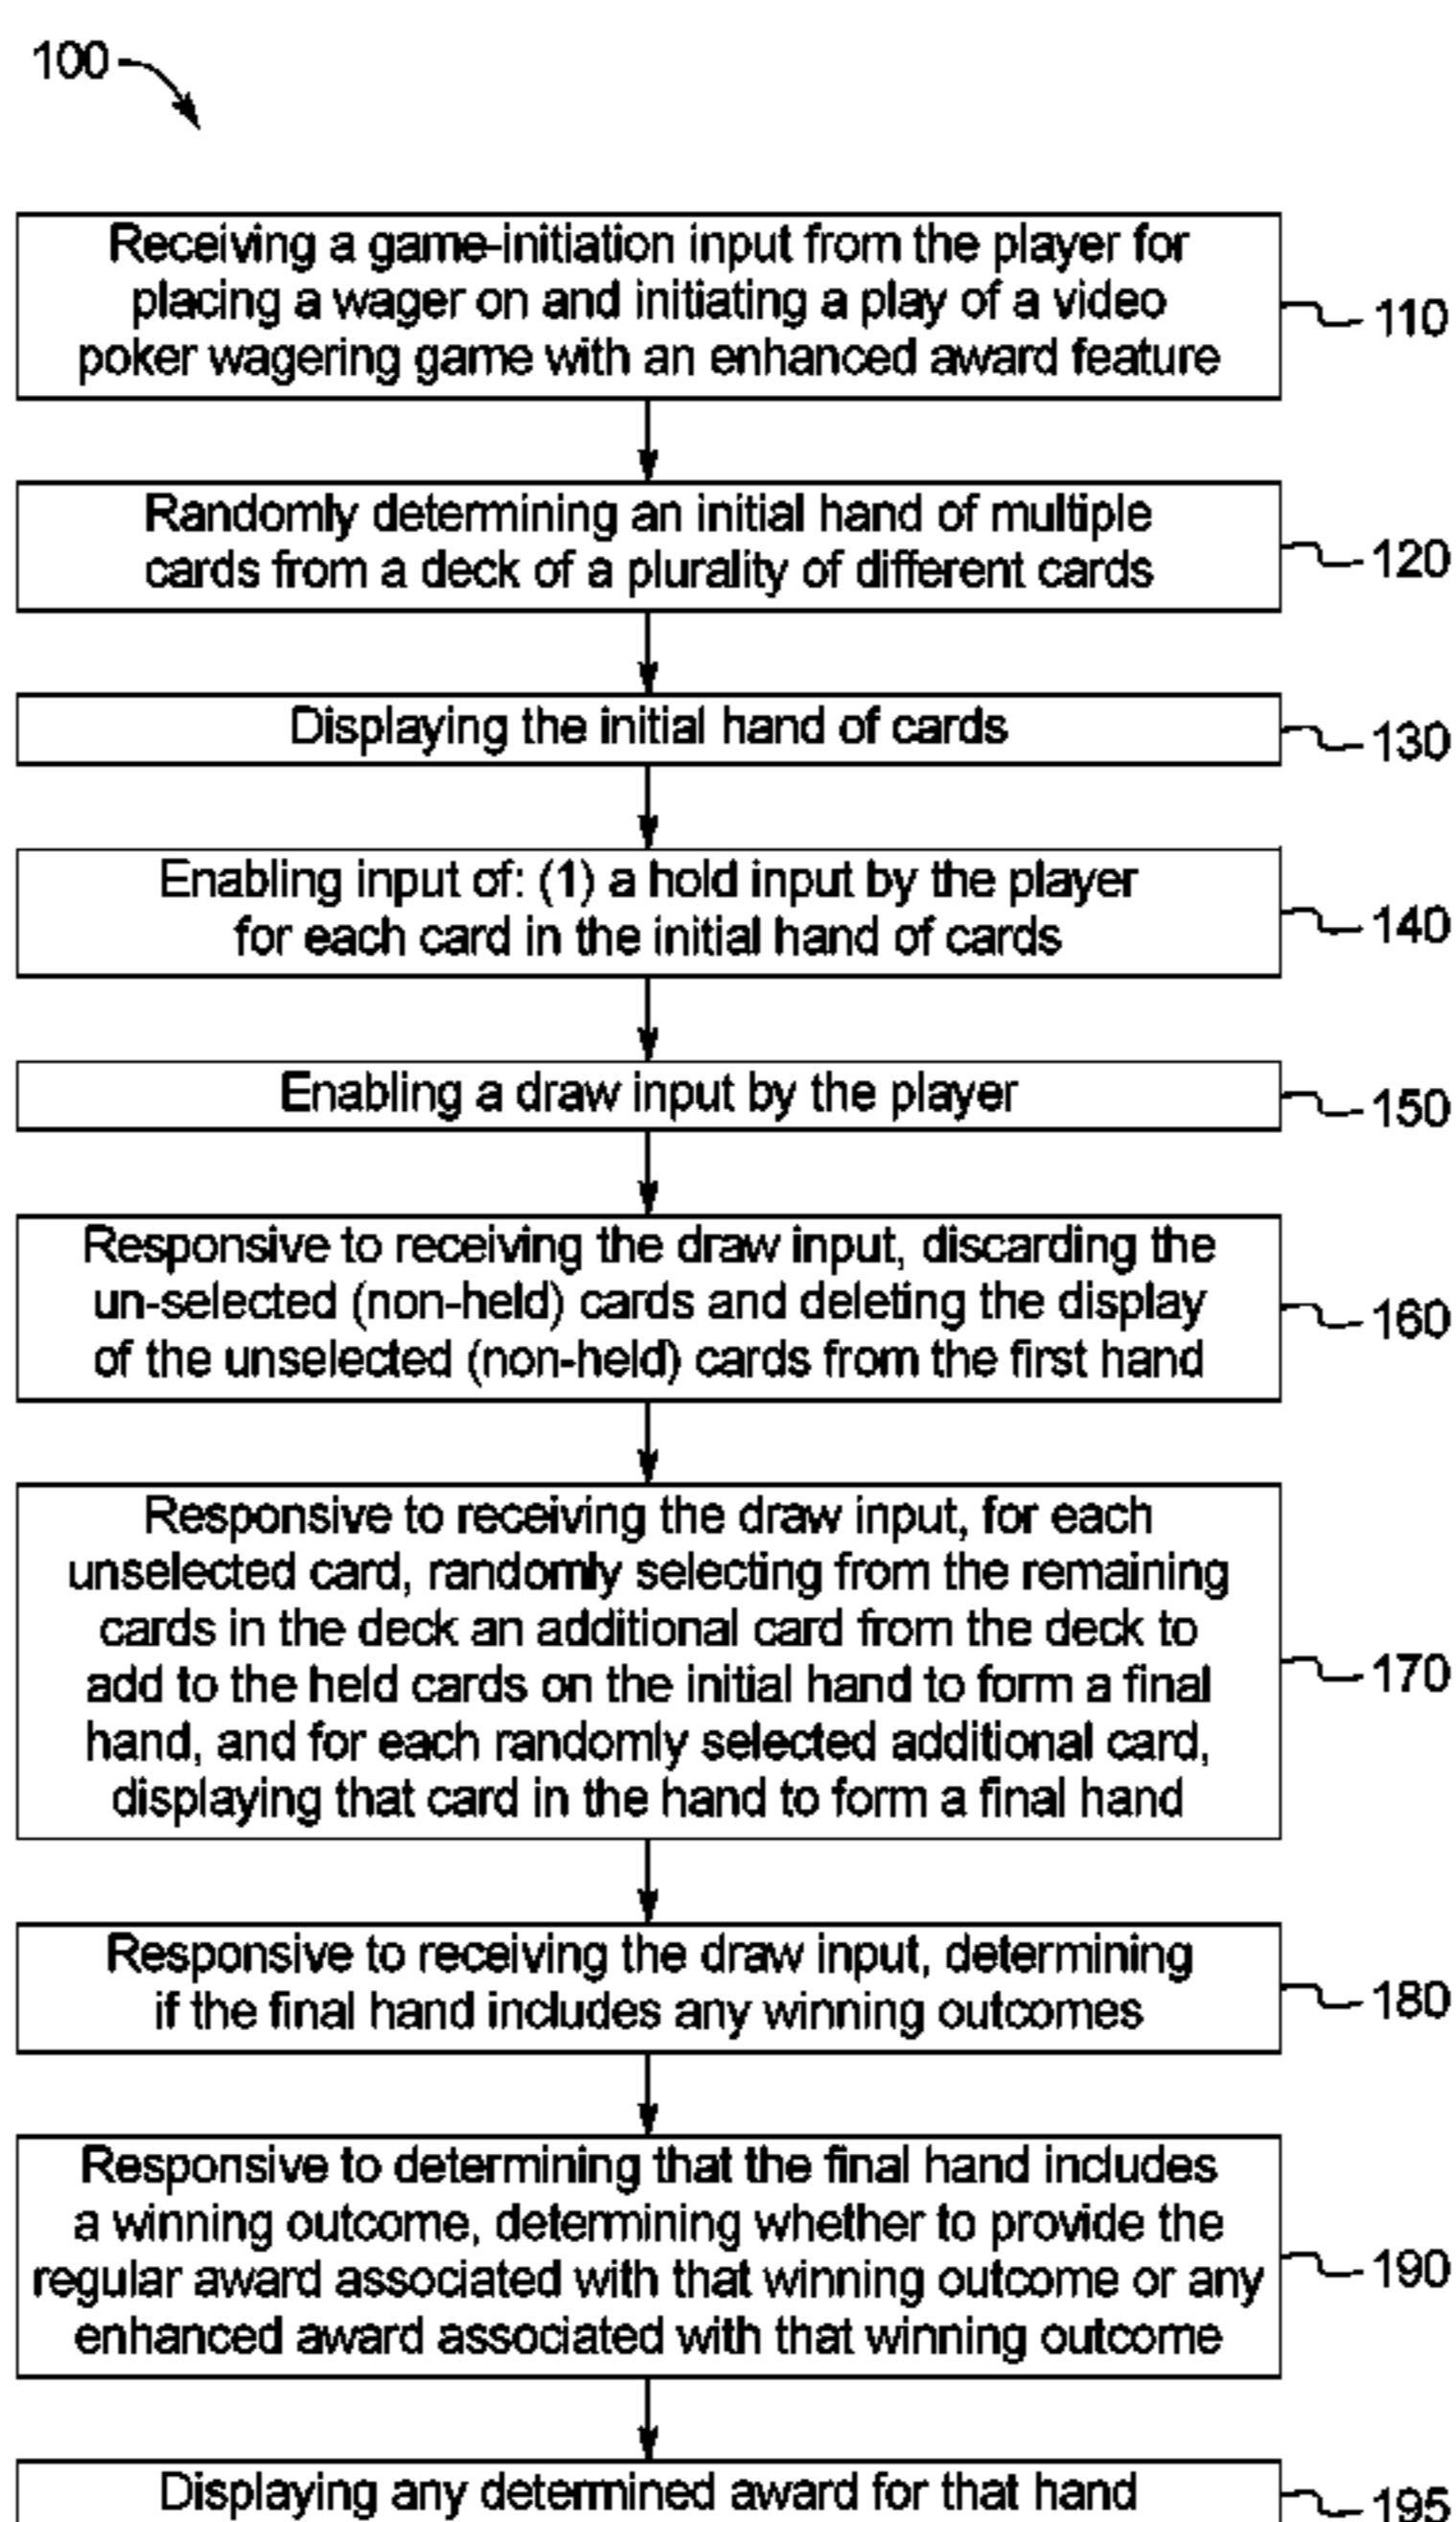 100
Receiving a game-initiation input from the player for
placing a wager on and initiating a play of a video
poker wagering game with an enhanced award feature
110
Randomly determining an initial hand of multiple
cards from a deck of a plurality of different cards
120
Displaying the initial hand of cards
130
Enabling input of: (1) a hold input by the player
for each card in the initial hand of cards
140
Enabling a draw input by the player
150
Responsive to receiving the draw input, discarding the
un-selected (non-held) cards and deleting the display
of the unselected (non-held) cards from the first hand
160
Responsive to receiving the draw input, for each
unselected card, randomly selecting from the remaining
cards in the deck an additional card from the deck to
add to the held cards on the initial hand to form a final
hand, and for each randomly selected additional card,
displaying that card in the hand to form a final hand
170
Responsive to receiving the draw input, determining
if the final hand includes any winning outcomes
180
Responsive to determining that the final hand includes
a winning outcome, determining whether to provide the
regular award associated with that winning outcome or any
enhanced award associated with that winning outcome
190
Displaying any determined award for that hand
195